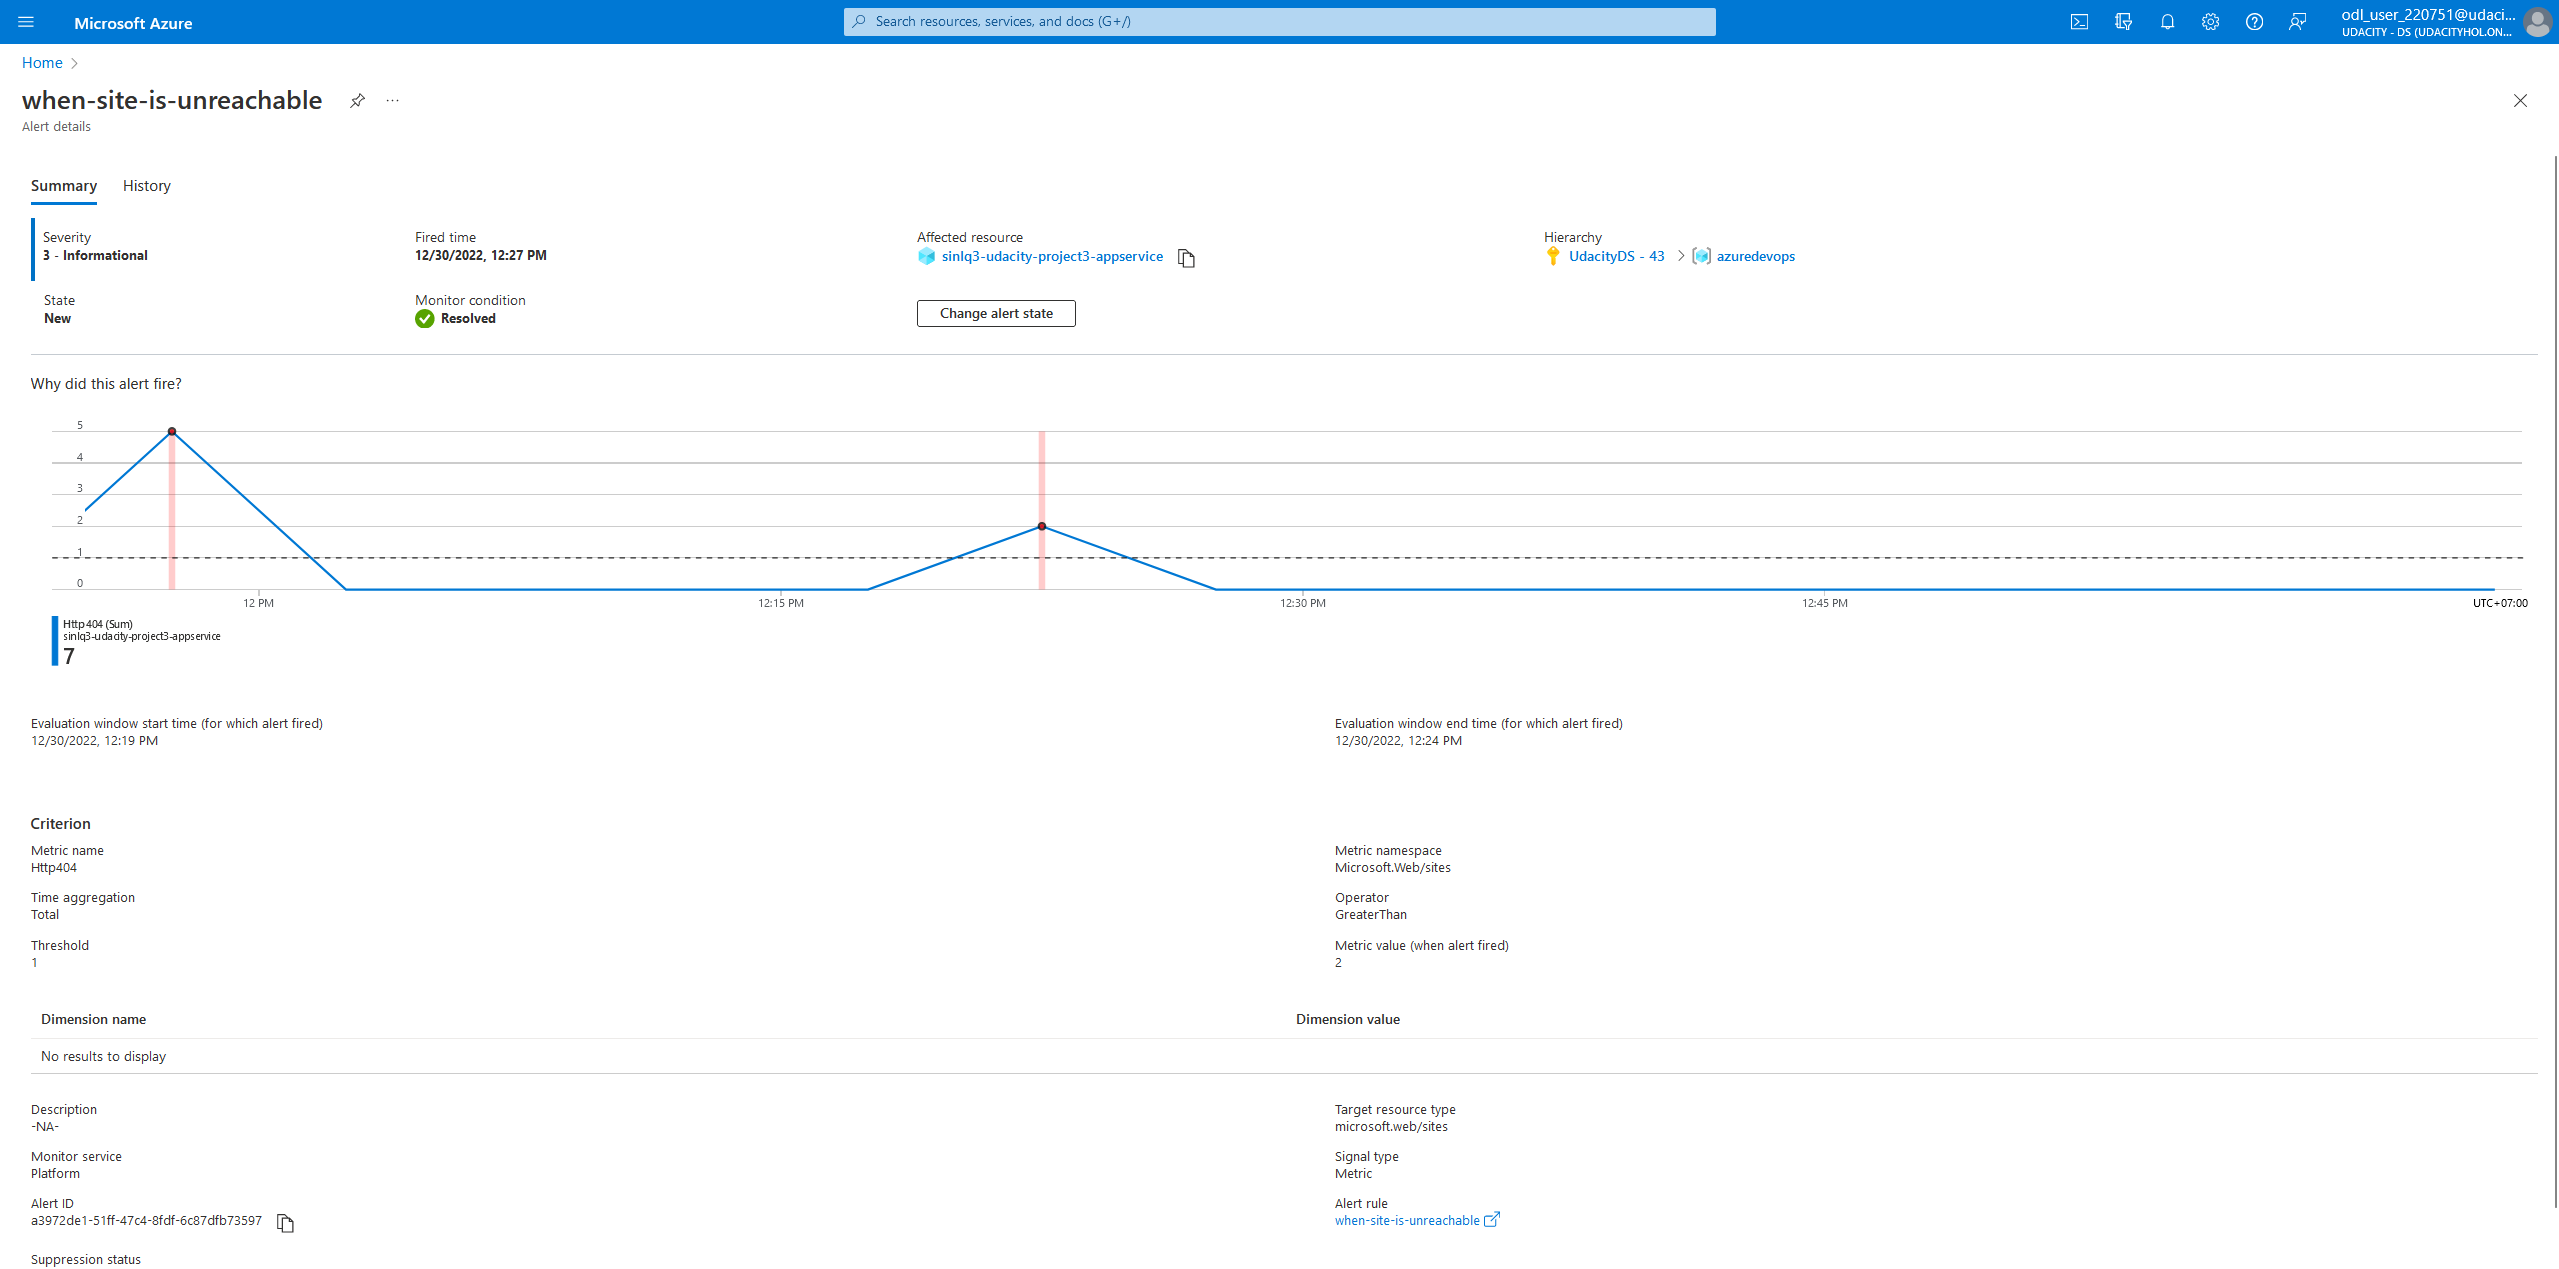 Microsoft Azure
Search resources, services, and docs (G+/)
odl_user_220751@udaci...
UDACITY - DS (UDACITYHOL.ON...
Home
when-site-is-unreachable
Alert details
Summary
History
Severity
3 - Informational
Fired time
12/30/2022, 12:27 PM
Affected resource
sinlq3-udacity-project3-appservice
Hierarchy
UdacityDS - 43
azuredevops
State
New
Monitor condition
Resolved
Change alert state
Why did this alert fire?
5
4
3
2
1
0
12 PM
12:15 PM
12:30 PM
12:45 PM
UTC+07:00
Http404 (Sum)
sinlq3-udacity-project3-appservice
7
Evaluation window start time (for which alert fired)
12/30/2022, 12:19 PM
Evaluation window end time (for which alert fired)
12/30/2022, 12:24 PM
Criterion
Metric name
Http404
Metric namespace
Microsoft.Web/sites
Time aggregation
Total
Operator
GreaterThan
Threshold
1
Metric value (when alert fired)
2
Dimension name
Dimension value
No results to display
Description
-NA-
Target resource type
microsoft.web/sites
Monitor service
Platform
Signal type
Metric
Alert ID
a3972de1-51ff-47c4-8fdf-6c87dfb73597
Alert rule
when-site-is-unreachable
Suppression status